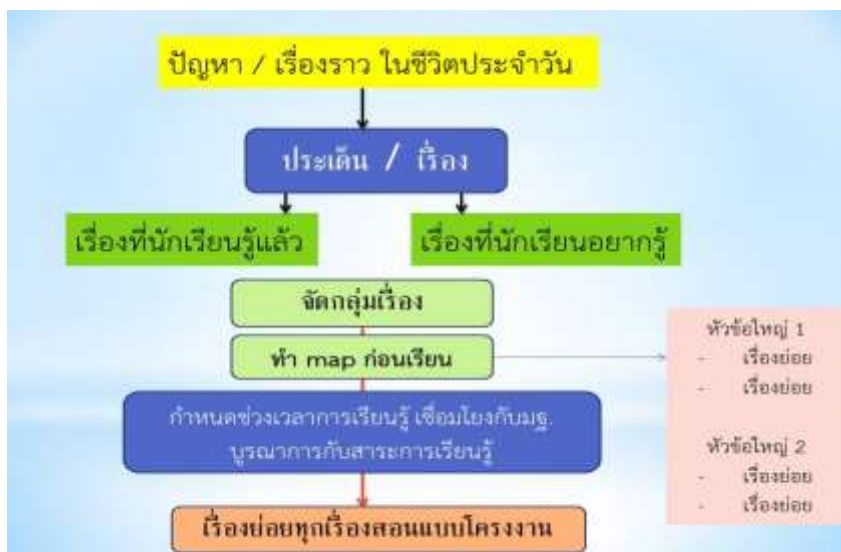 ปัญหา / เรื่องราว ในชีวิตประจำวัน
ประเด็น / เรื่อง
เรื่องที่นักเรียนรู้แล้ว
เรื่องที่นักเรียนอยากรู้
จัดกลุ่มเรื่อง
ทำ map ก่อนเรียน
หัวข้อใหญ่ 1
- เรื่องย่อย
- เรื่องย่อย
หัวข้อใหญ่ 2
- เรื่องย่อย
- เรื่องย่อย
กำหนดช่วงเวลาการเรียนรู้ เชื่อมโยงกับมฐ.
บูรณาการกับสาระการเรียนรู้
เรื่องย่อยทุกเรื่องสอนแบบโครงงาน